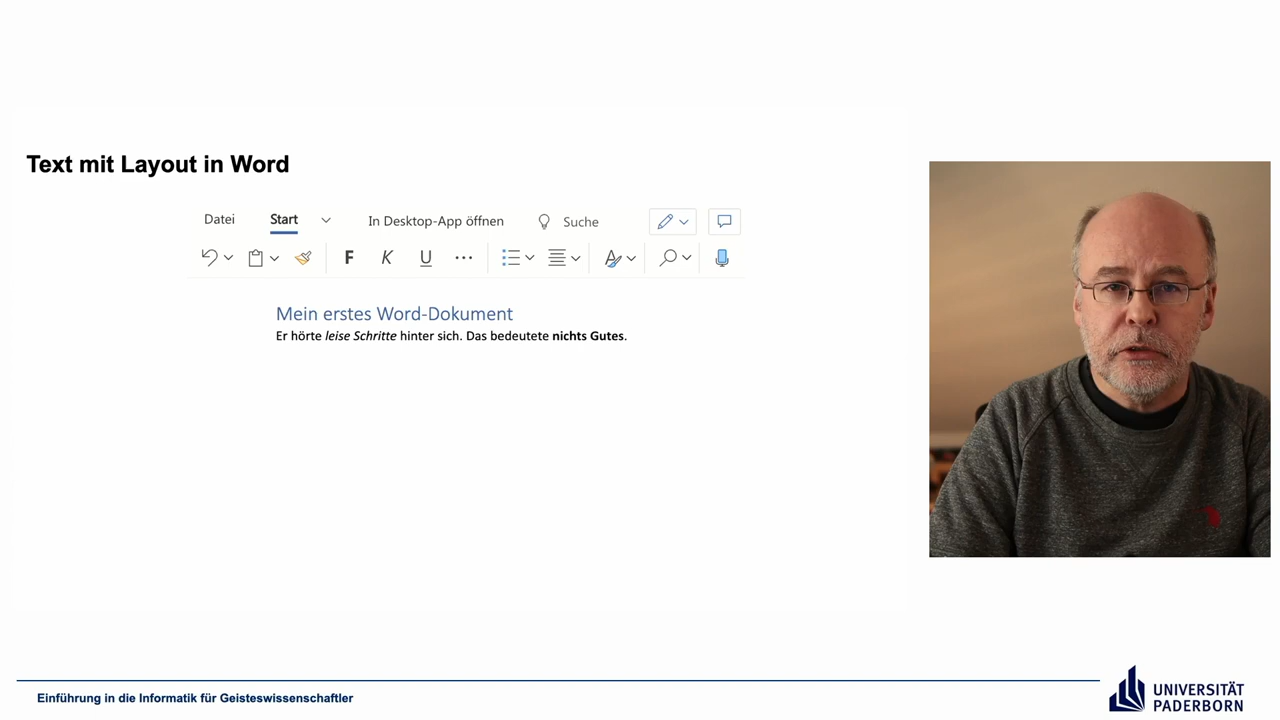 Text mit Layout in Word
Datei Start In Desktop-App öffnen Suche
F K U
Mein erstes Word-Dokument
Er hörte leise Schritte hinter sich. Das bedeutete nichts Gutes.
Einführung in die Informatik für Geisteswissenschaftler
UNIVERSITÄT
PADERBORN